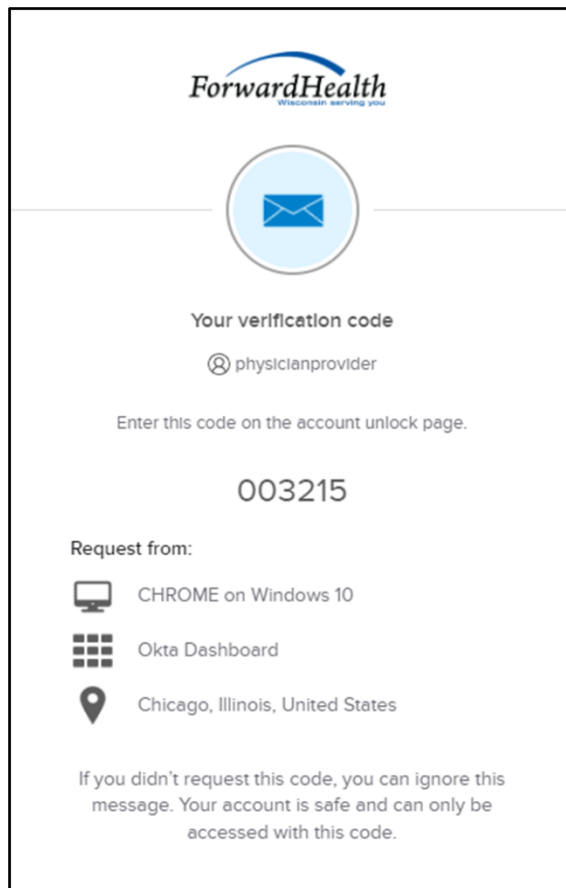 ForwardHealth
Wisconsin serving you
Your verification code
physicianprovider
Enter this code on the account unlock page.
003215
Request from:
CHROME on Windows 10
Okta Dashboard
Chicago, Illinois, United States
If you didn't request this code, you can ignore this
message. Your account is safe and can only be
accessed with this code.